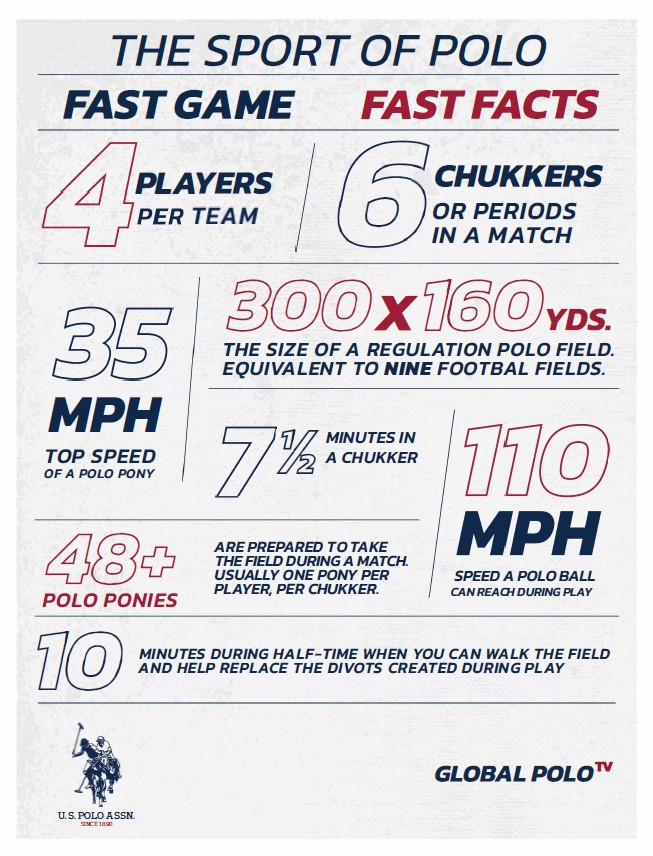 THE SPORT OF POLO
FAST GAME
FAST FACTS
4 PLAYERS
PER TEAM
6 CHUKKERS
OR PERIODS
IN A MATCH
35
MPH
TOP SPEED
OF A POLO PONY
300 X 160 YDS.
THE SIZE OF A REGULATION POLO FIELD.
EQUIVALENT TO NINE FOOTBAL FIELDS.
7 ½ MINUTES IN
A CHUKKER
110
MPH
SPEED A POLO BALL
CAN REACH DURING PLAY
48+
POLO PONIES
ARE PREPARED TO TAKE
THE FIELD DURING A MATCH.
USUALLY ONE PONY PER
PLAYER, PER CHUKKER.
10
MINUTES DURING HALF-TIME WHEN YOU CAN WALK THE FIELD
AND HELP REPLACE THE DIVOTS CREATED DURING PLAY
U.S. POLO ASSN.
SINCE 1890
GLOBAL POLO TV